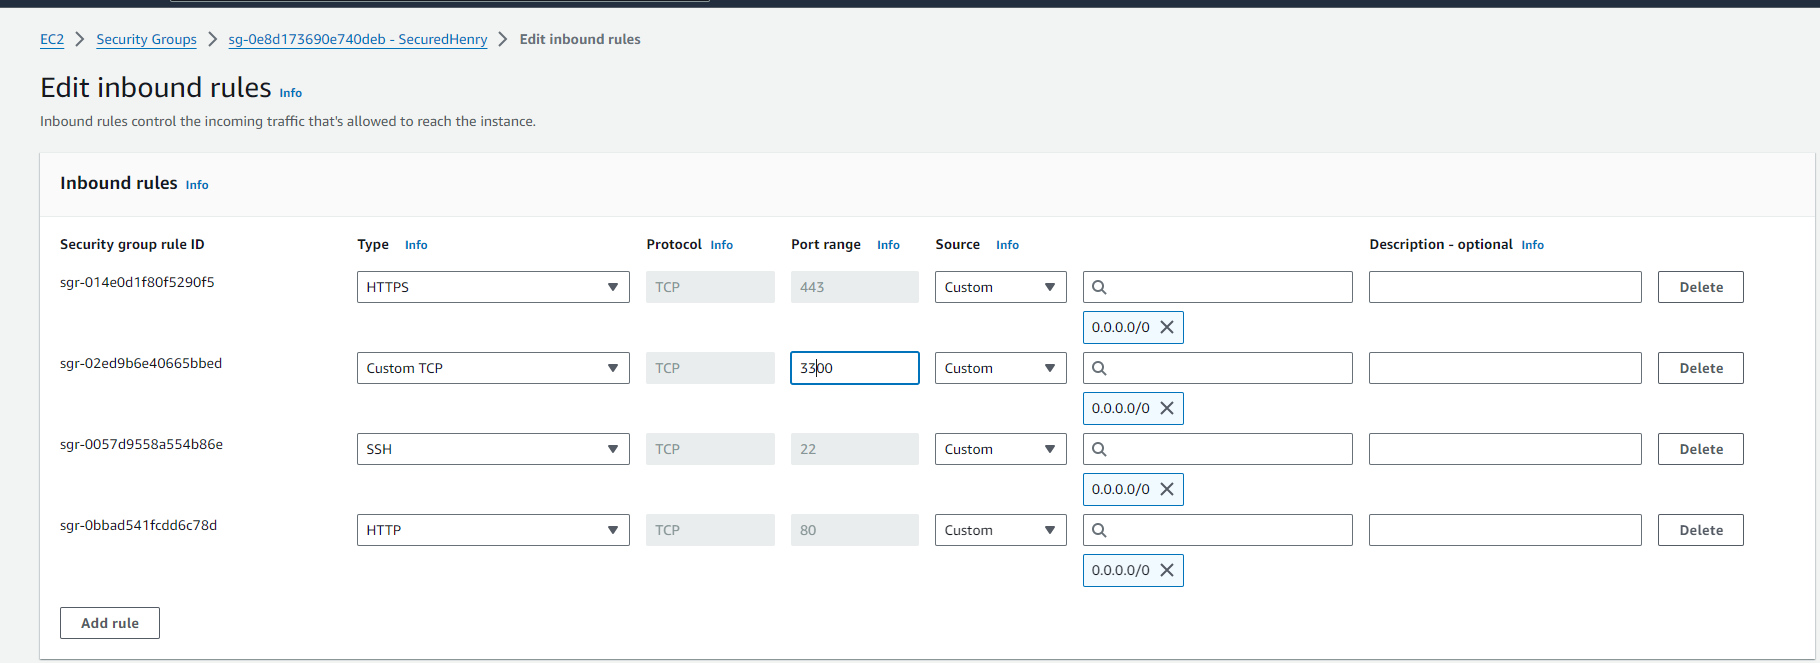 EC2 > Security Groups > sg-0e8d173690e740deb - SecuredHenry > Edit inbound rules
Edit inbound rules Info
Inbound rules control the incoming traffic that's allowed to reach the instance.
Inbound rules Info
Security group rule ID Type Info Protocol Info Port range Info Source Info Description - optional Info
sgr-014e0d1f80f5290f5 HTTPS TCP 443 Custom Delete
0.0.0.0/0
sgr-02ed9b6e40665bbed Custom TCP TCP 3300 Custom Delete
0.0.0.0/0
sgr-0057d9558a554b86e SSH TCP 22 Custom Delete
0.0.0.0/0
sgr-0bbad541fcdd6c78d HTTP TCP 80 Custom Delete
0.0.0.0/0
Add rule